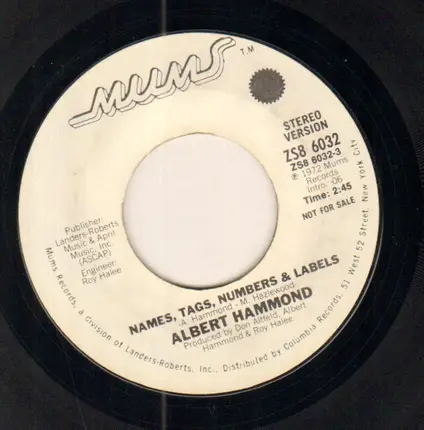 MUMS
T.M.
STEREO
VERSION
ZS8 6032
ZS8 6032-3
℗ 1972 Mums
Records
Intro: :06
Time: 2:45
NOT FOR SALE
Publisher:
Landers-Roberts
Music & April
Music, Inc.
(ASCAP)
Engineer:
Roy Halee
NAMES, TAGS, NUMBERS & LABELS
-A. Hammond-M. Hazlewood-
ALBERT HAMMOND
Produced by Don Altfeld, Albert
Hammond & Roy Halee
Mums Records, a division of Landers-Roberts, Inc. Distributed by Columbia Records, 51 West 52 Street, New York City